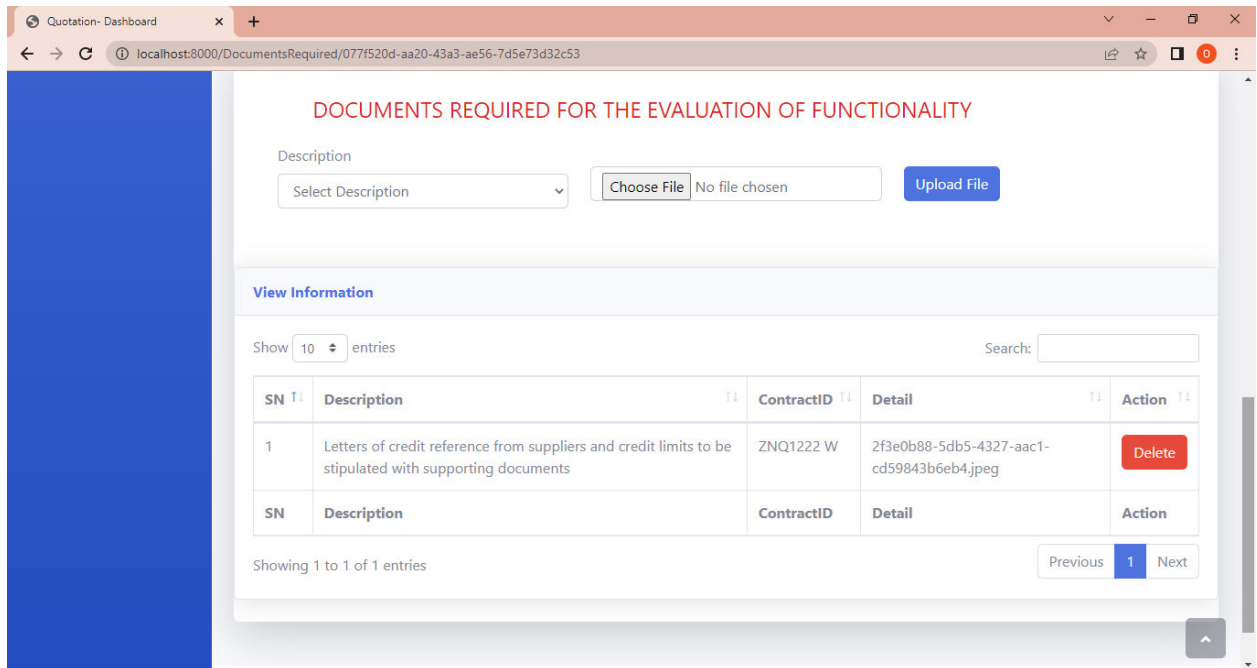 Quotation- Dashboard
localhost:8000/DocumentsRequired/077f520d-aa20-43a3-ae56-7d5e73d32c53
O
DOCUMENTS REQUIRED FOR THE EVALUATION OF FUNCTIONALITY
Description
Select Description
Choose File No file chosen
Upload File
View Information
Show 10 entries
Search:
SN Description ContractID Detail Action
1 Letters of credit reference from suppliers and credit limits to be ZNQ1222 W 2f3e0b88-5db5-4327-aac1- Delete
stipulated with supporting documents cd59843b6eb4.jpeg
SN Description ContractID Detail Action
Showing 1 to 1 of 1 entries
Previous 1 Next